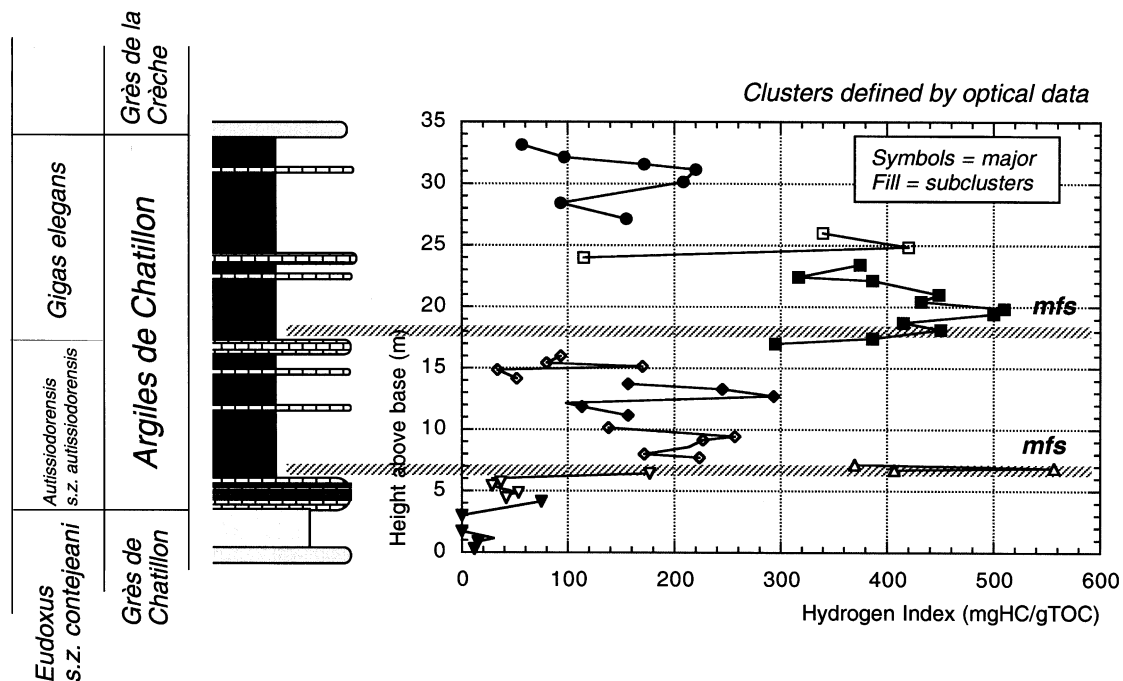 Grès de la
Crèche
Gigas elegans
Autissiodorensis
s.z. autissiodorensis
Argiles de Chatillon
Eudoxus
s.z. contejeani
Grès de
Chatillon
Clusters defined by optical data
Symbols = major
Fill = subclusters
mfs
mfs
Height above base (m)
35
30
25
20
15
10
5
0
0 100 200 300 400 500 600
Hydrogen Index (mgHC/gTOC)